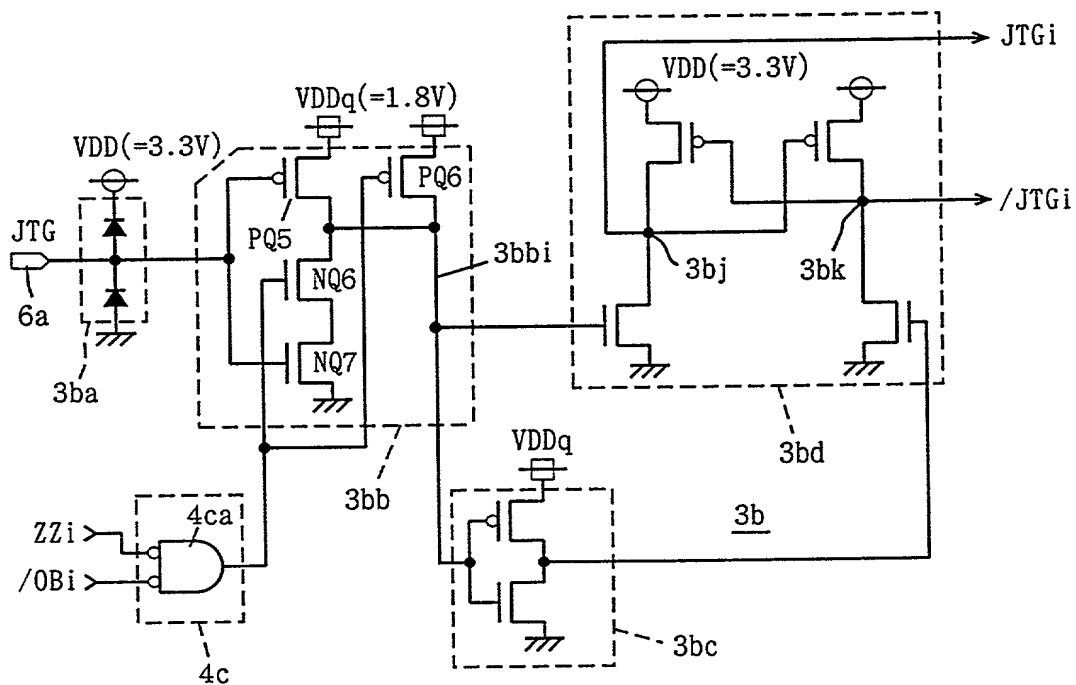 JTGi
VDD(=3.3V)
VDDq(=1.8V)
VDD(=3.3V)
PQ6
JTG
/JTGi
PQ5
3bbi
3bj
3bk
NQ6
6a
NQ7
3ba
VDDq
3bd
3bb
4ca
3b
ZZi
/OBi
3bc
4c